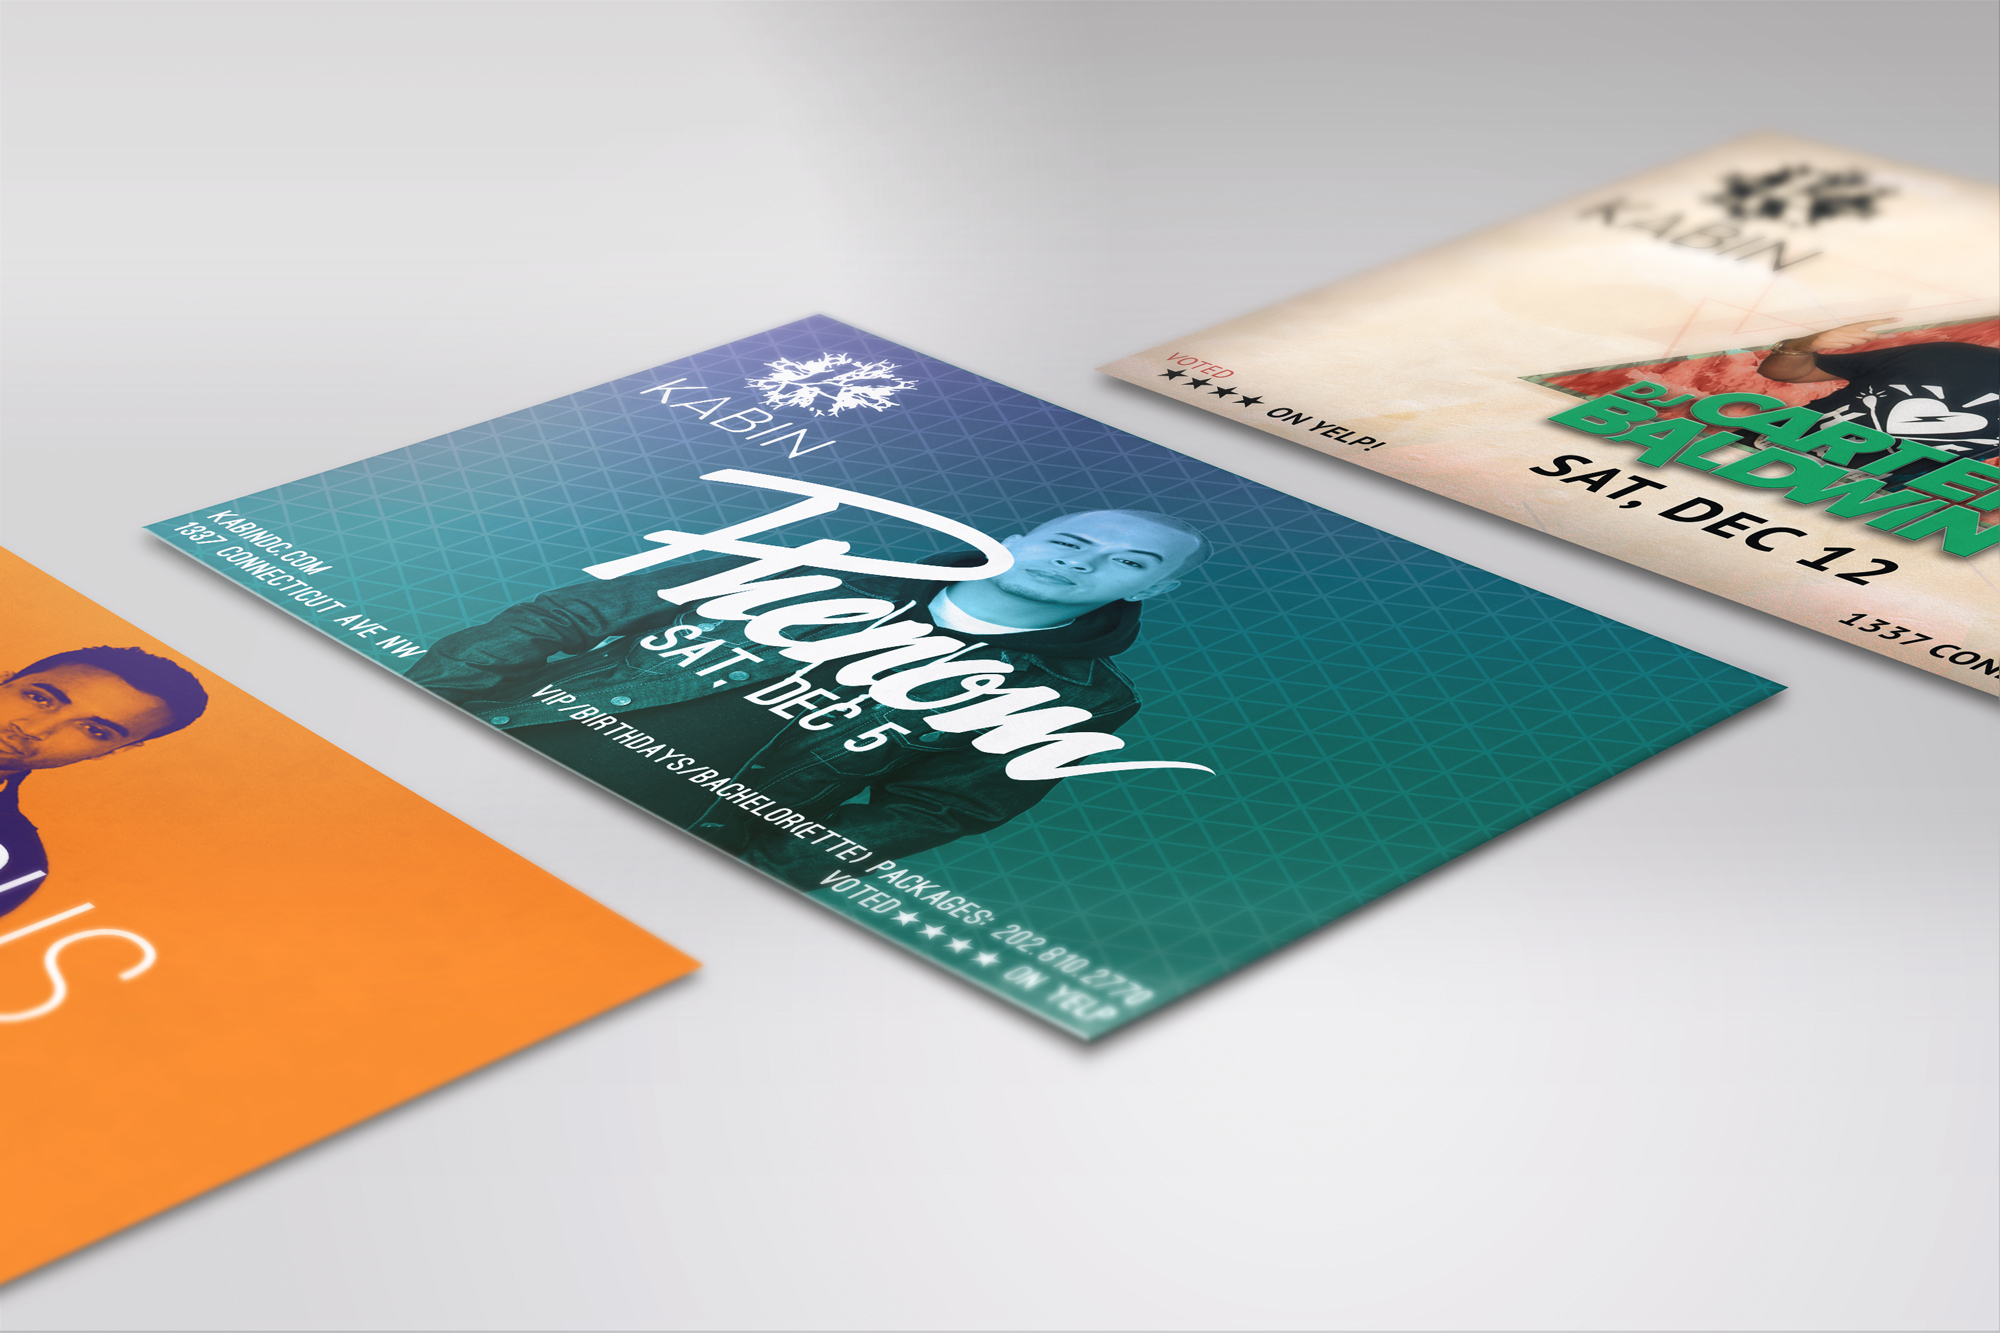 IS
KABIN
Phenom
SAT, DEC 5
KABINDC.COM
1337 CONNECTICUT AVE NW
VIP/BIRTHDAYS/BACHELOR(ETTE) PACKAGES: 202.810.2770
VOTED★★★★ ON YELP
KABIN
VOTED
★★★★ ON YELP!
DJ CARTER
BALDWIN
SAT, DEC 12
1337 CON